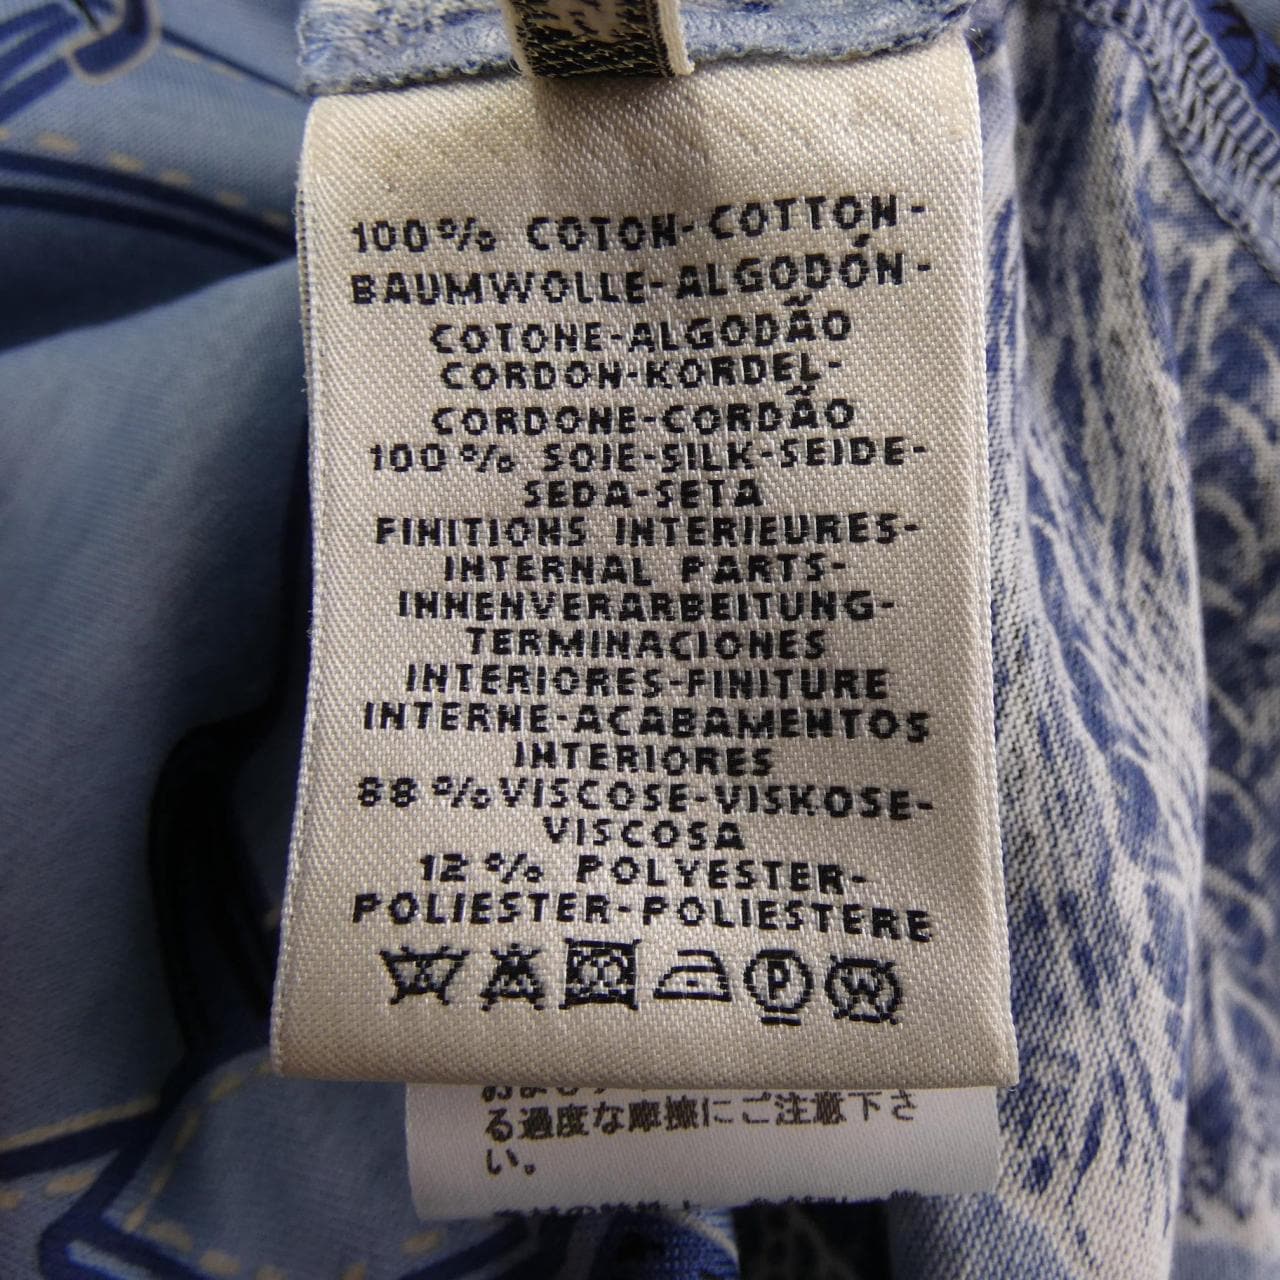 100% COTON-COTTON-
BAUMWOLLE-ALGODÓN-
COTONE-ALGODÃO
CORDON-KORDEL-
CORDONE-CORDÃO
100% SOIE-SILK-SEIDE-
SEDA-SETA
FINITIONS INTERIEURES-
INTERNAL PARTS-
INNENVERARBEITUNG-
TERMINACIONES
INTERIORES-FINITURE
INTERNE-ACABAMENTOS
INTERIORES
88%VISCOSE-VISKOSE-
VISCOSA
12% POLYESTER-
POLIESTER-POLIESTERE
P W
る過度な摩擦にご注意下さ
い。